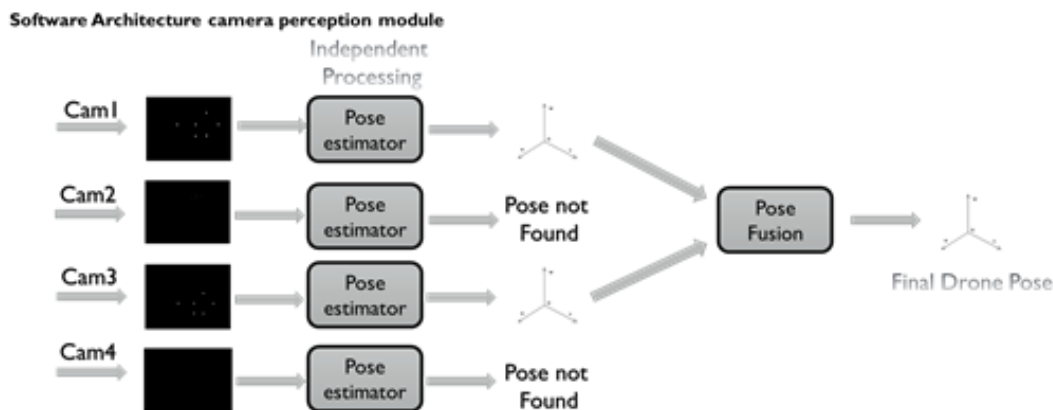 Software Architecture camera perception module
Independent
Processing
Cam1
Pose
estimator
Cam2
Pose
estimator
Pose not
Found
Pose
Fusion
Cam3
Pose
estimator
Final Drone Pose
Cam4
Pose
estimator
Pose not
Found